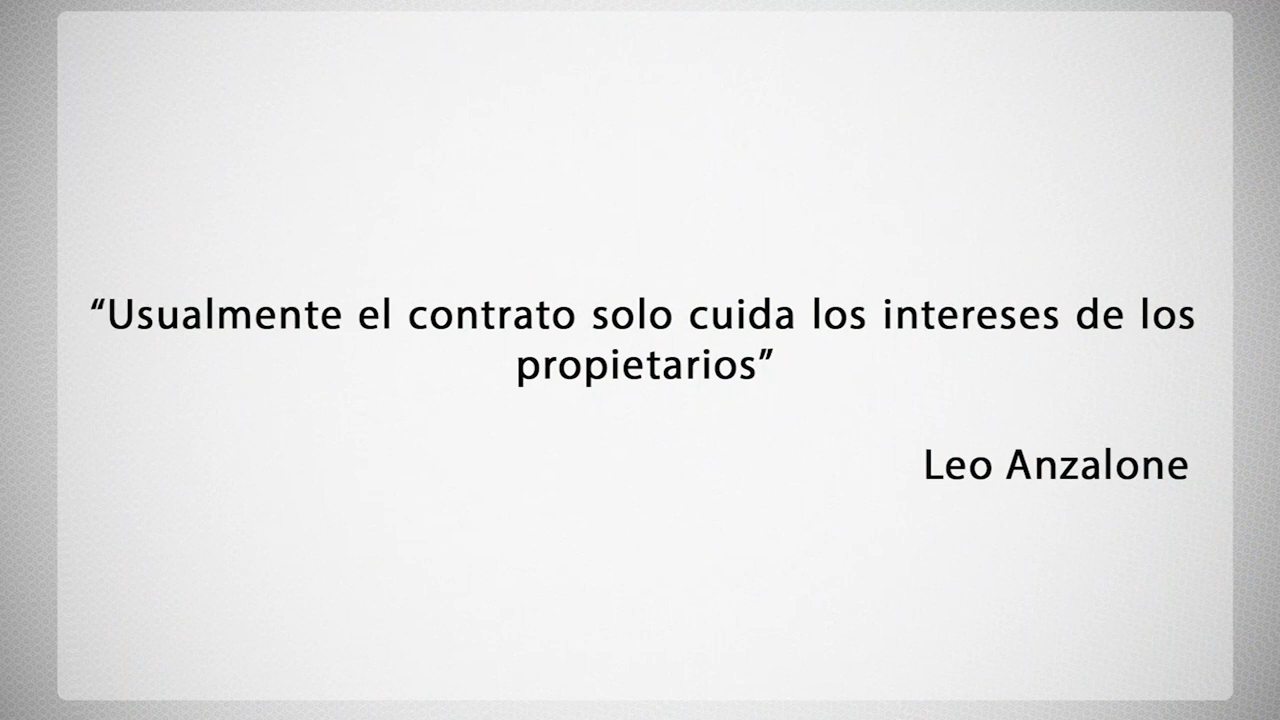 “Usualmente el contrato solo cuida los intereses de los
propietarios”
Leo Anzalone